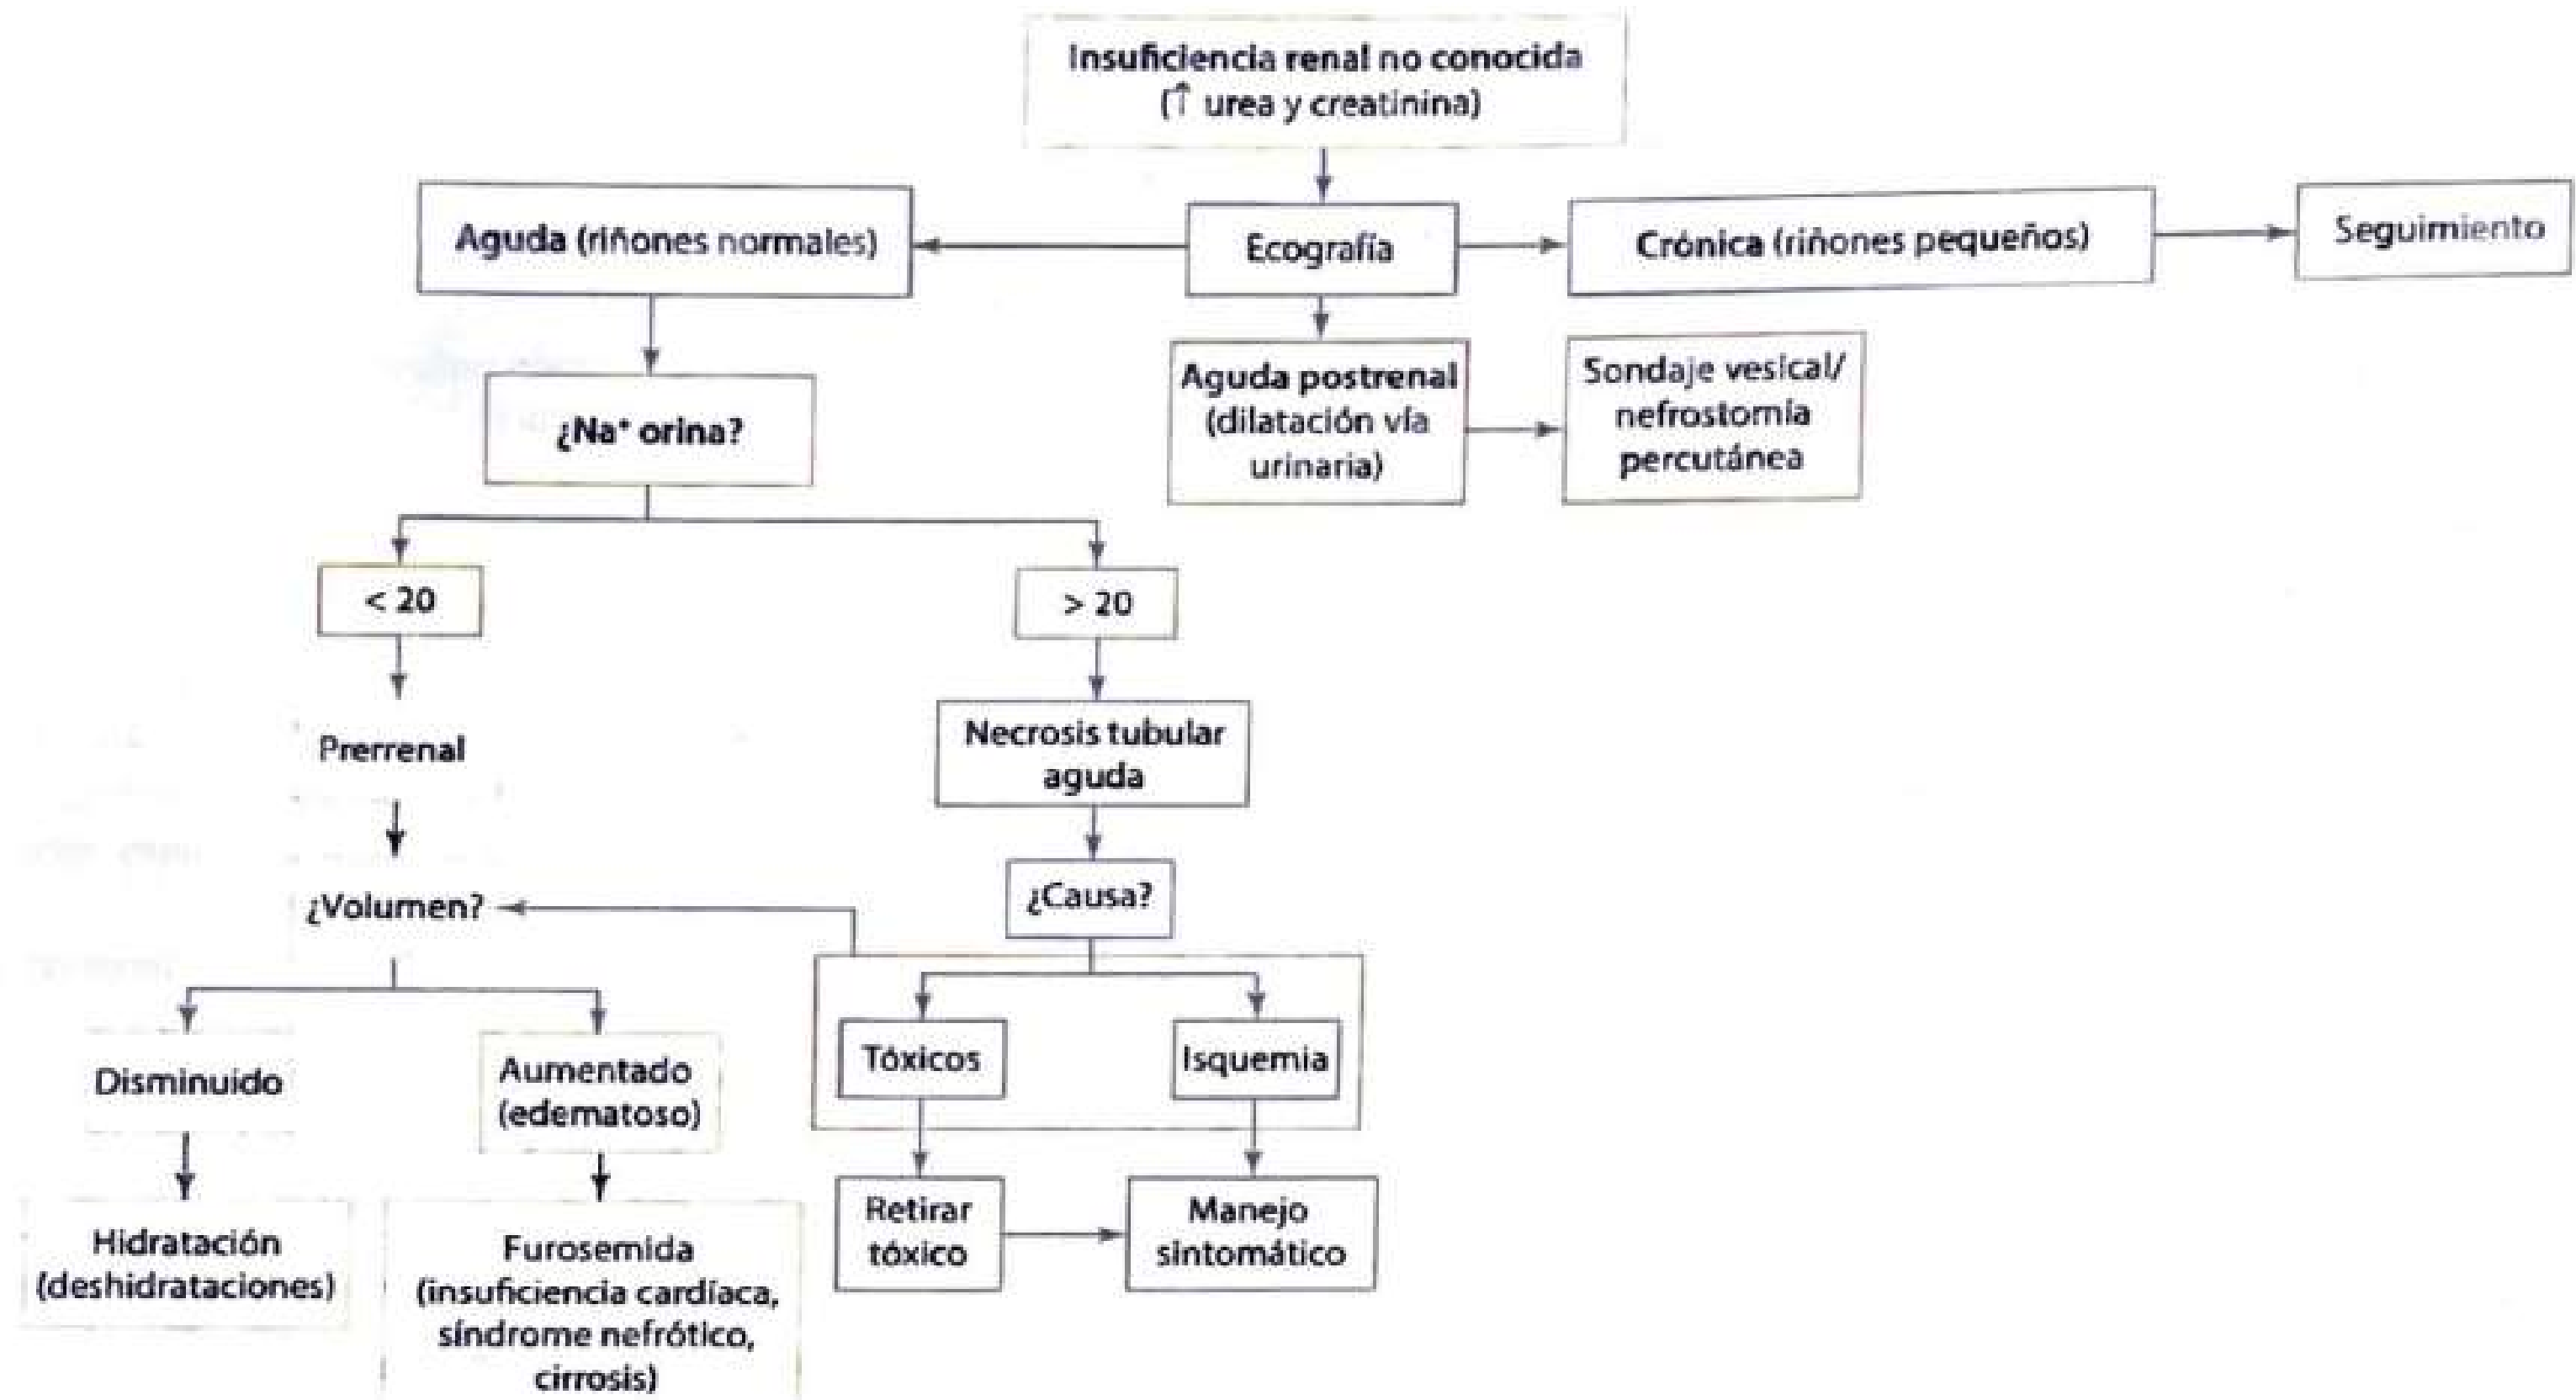 Insuficiencia renal no conocida
(↑ urea y creatinina)
Aguda (riñones normales)
Ecografía
Crónica (riñones pequeños)
Seguimiento
Aguda postrenal
(dilatación vía
urinaria)
Sondaje vesical/
nefrostomía
percutánea
¿Na⁺ orina?
< 20
> 20
Prerrenal
Necrosis tubular
aguda
¿Volumen?
¿Causa?
Disminuido
Aumentado
(edematoso)
Tóxicos
Isquemia
Hidratación
(deshidrataciones)
Furosemida
(insuficiencia cardíaca,
síndrome nefrótico,
cirrosis)
Retirar
tóxico
Manejo
sintomático